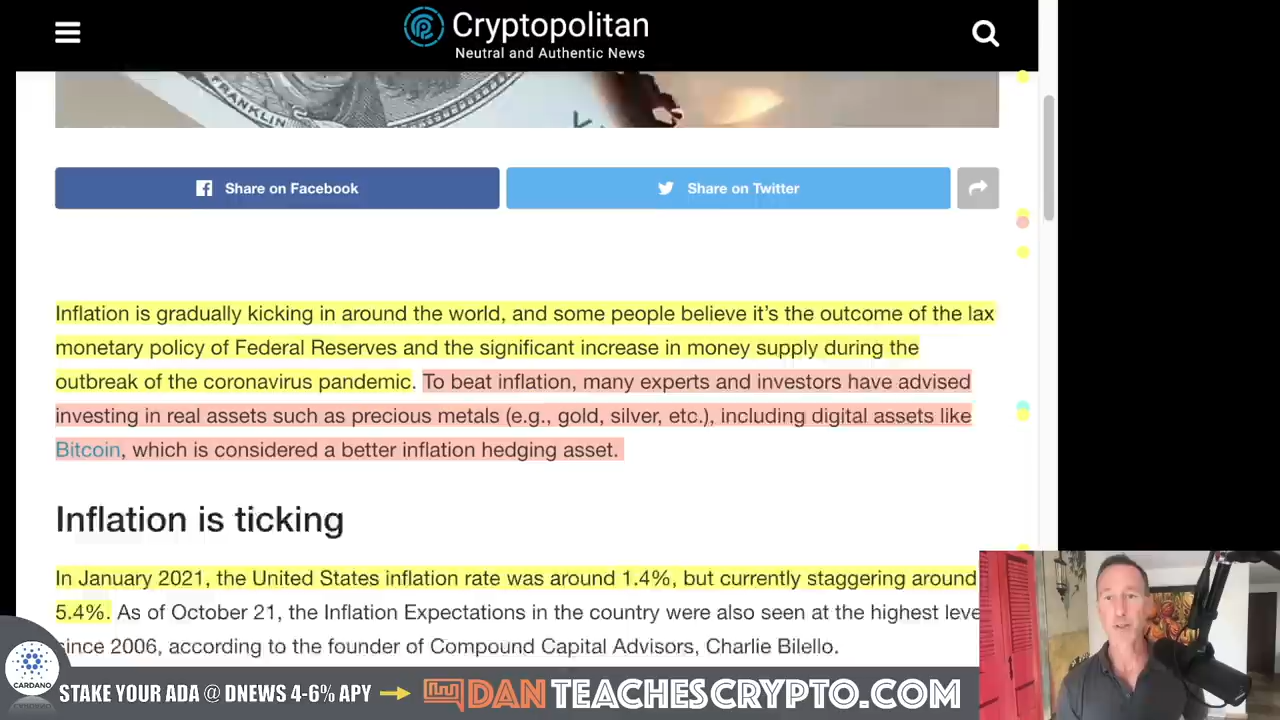 Cryptopolitan
Neutral and Authentic News
FRANKLIN
Share on Facebook
Share on Twitter
Inflation is gradually kicking in around the world, and some people believe it's the outcome of the lax
monetary policy of Federal Reserves and the significant increase in money supply during the
outbreak of the coronavirus pandemic. To beat inflation, many experts and investors have advised
investing in real assets such as precious metals (e.g., gold, silver, etc.), including digital assets like
Bitcoin, which is considered a better inflation hedging asset.
Inflation is ticking
In January 2021, the United States inflation rate was around 1.4%, but currently staggering around
5.4%. As of October 21, the Inflation Expectations in the country were also seen at the highest leve
since 2006, according to the founder of Compound Capital Advisors, Charlie Bilello.
CARDANO
STAKE YOUR ADA @ DNEWS 4-6% APY
DANTEACHESCRYPTO.COM